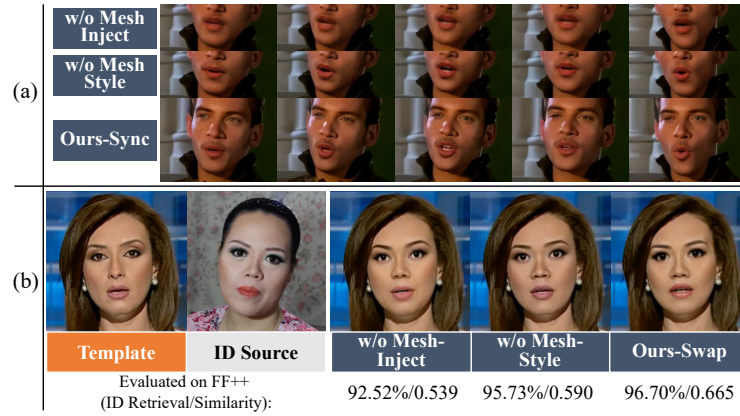 (a)
w/o Mesh
Inject
w/o Mesh
Style
Ours-Sync
(b)
Template
ID Source
w/o Mesh-
Inject
w/o Mesh-
Style
Ours-Swap
Evaluated on FF++
(ID Retrieval/Similarity):
92.52%/0.539
95.73%/0.590
96.70%/0.665